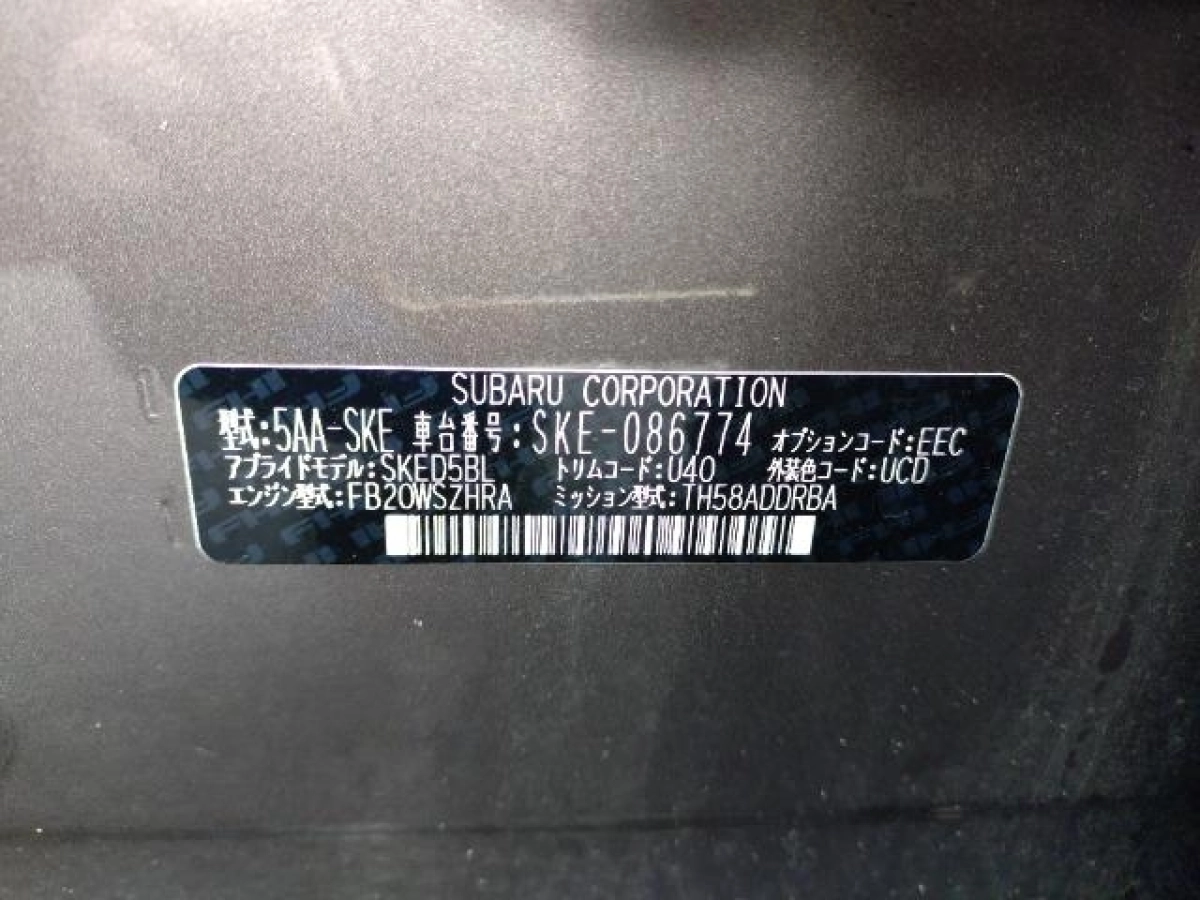 SUBARU CORPORATION
型式:5AA-SKE 車台番号:SKE-086774 オプションコード:EEC
アプライドモデル:SKED5BL トリムコード:U40 外装色コード:UCD
エンジン型式:FB20WSZHRA ミッション型式:TH58ADDRBA